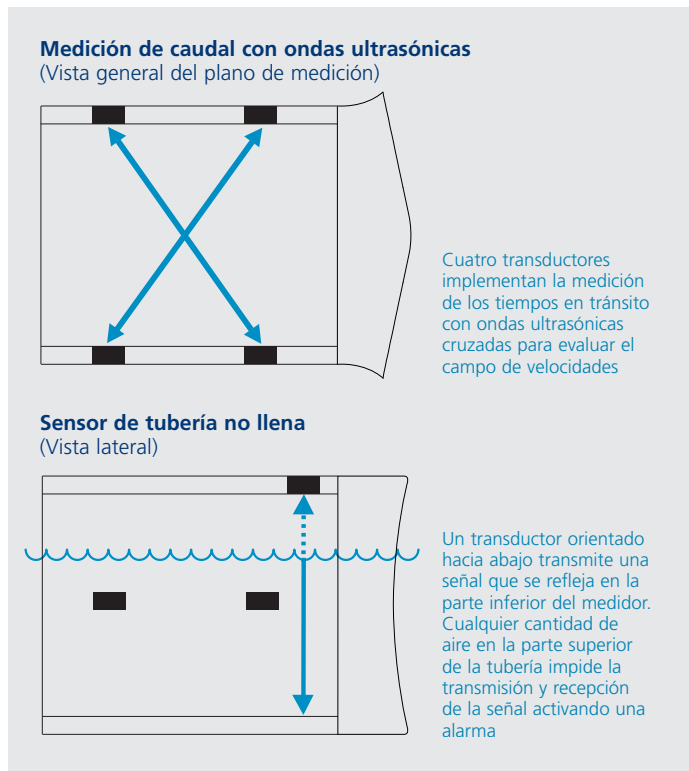 Medición de caudal con ondas ultrasónicas
(Vista general del plano de medición)
Cuatro transductores
implementan la medición
de los tiempos en tránsito
con ondas ultrasónicas
cruzadas para evaluar el
campo de velocidades
Sensor de tubería no llena
(Vista lateral)
Un transductor orientado
hacia abajo transmite una
señal que se refleja en la
parte inferior del medidor.
Cualquier cantidad de
aire en la parte superior
de la tubería impide la
transmisión y recepción
de la señal activando una
alarma